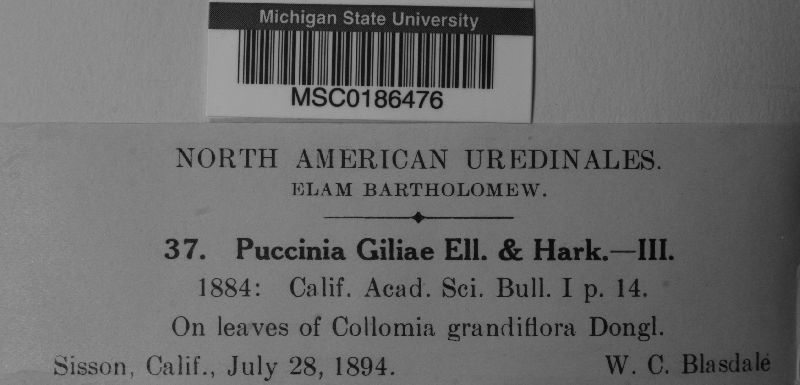 Michigan State University
MSC0186476
NORTH AMERICAN UREDINALES.
ELAM BARTHOLOMEW.
37. Puccinia Giliae Ell. & Hark.—III.
1884: Calif. Acad. Sci. Bull. I p. 14.
On leaves of Collomia grandiflora Dongl.
Sisson, Calif., July 28, 1894. W. C. Blasdale